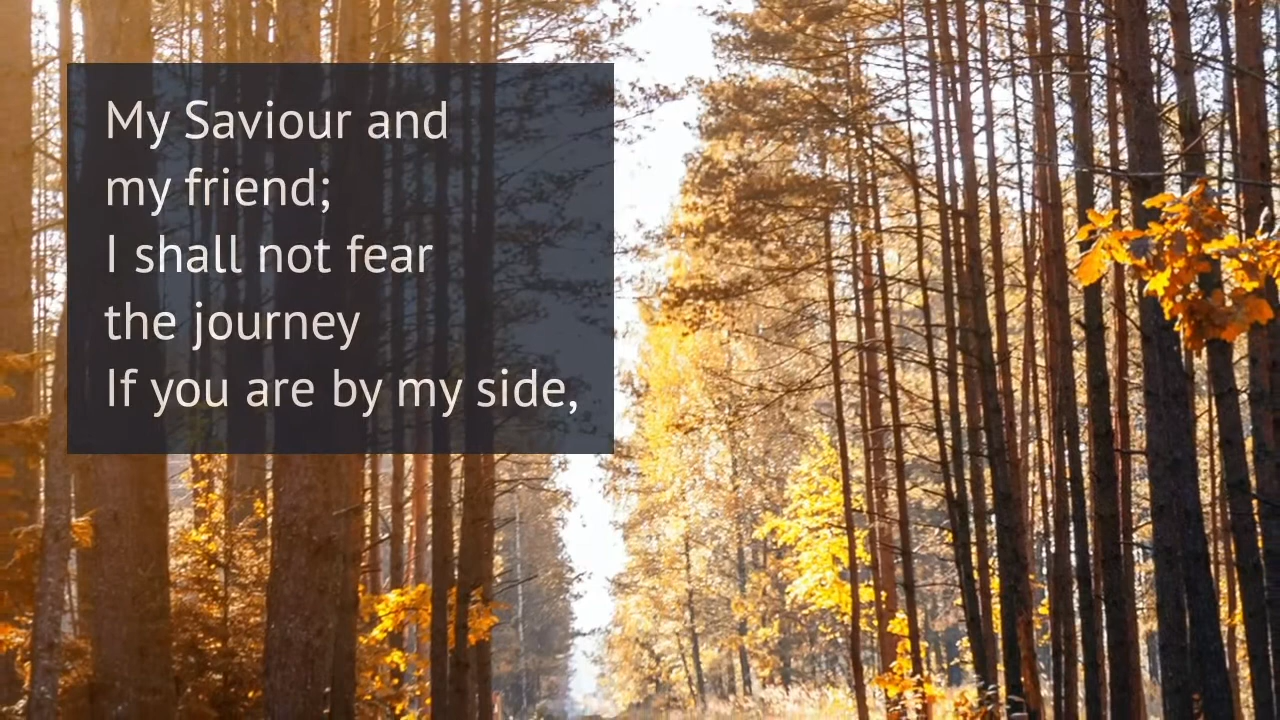 My Saviour and
my friend;
I shall not fear
the journey
If you are by my side,